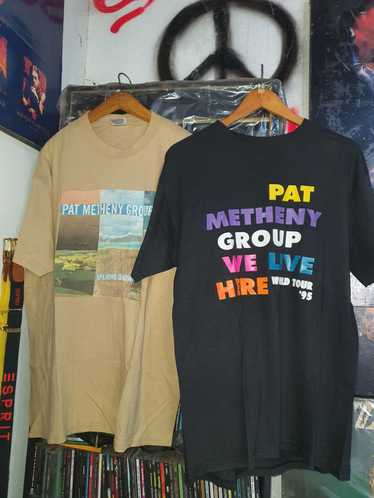 PAT METHENY GROUP
PAT
METHENY
GROUP
WE LIVE
HERE WORLD TOUR
'95
ESPRIT